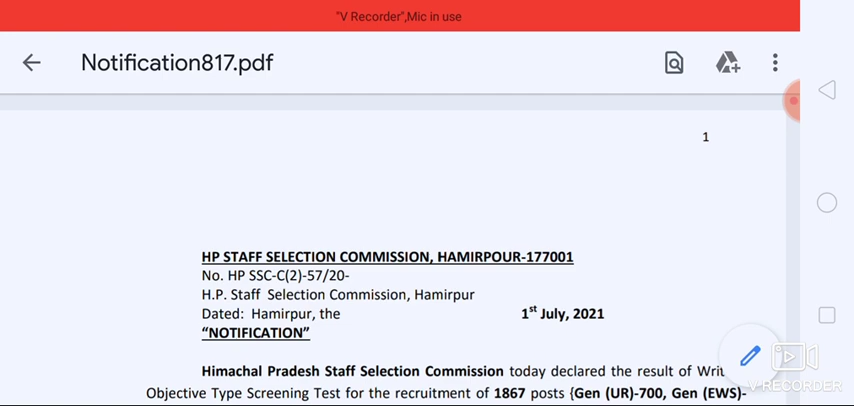 "V Recorder",Mic in use
Notification817.pdf
1
HP STAFF SELECTION COMMISSION, HAMIRPOUR-177001
No. HP SSC-C(2)-57/20-
H.P. Staff Selection Commission, Hamirpur
Dated: Hamirpur, the 1st July, 2021
“NOTIFICATION”
Himachal Pradesh Staff Selection Commission today declared the result of Writ
Objective Type Screening Test for the recruitment of 1867 posts {Gen (UR)-700, Gen (EWS)-
V RECORDER